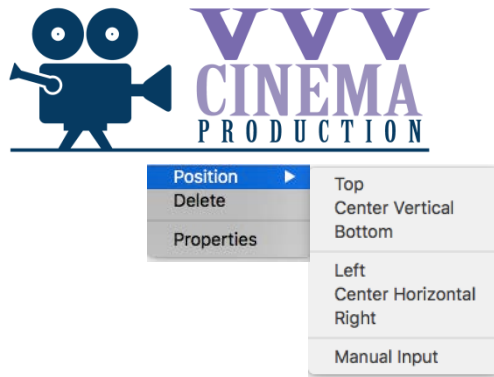 VVV
CINEMA
PRODUCTION
Position
Delete
Properties
Top
Center Vertical
Bottom
Left
Center Horizontal
Right
Manual Input